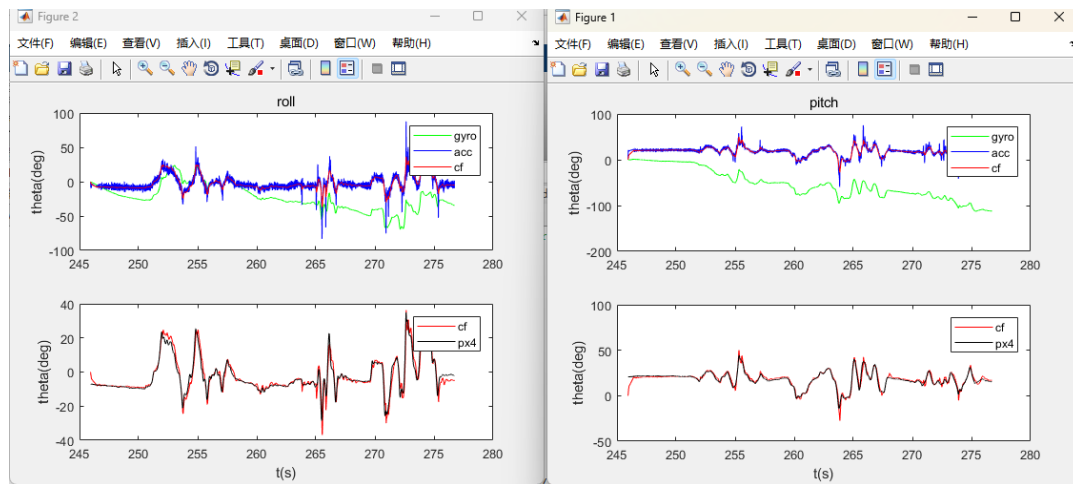 Figure 2
文件(F) 编辑(E) 查看(V) 插入(I) 工具(T) 桌面(D) 窗口(W) 帮助(H)
roll
100
50
0
-50
-100
theta(deg)
gyro
acc
cf
245 250 255 260 265 270 275 280
40
20
0
-20
-40
theta(deg)
cf
px4
245 250 255 260 265 270 275 280
t(s)
Figure 1
文件(F) 编辑(E) 查看(V) 插入(I) 工具(T) 桌面(D) 窗口(W) 帮助(H)
pitch
100
0
-100
-200
theta(deg)
gyro
acc
cf
245 250 255 260 265 270 275 280
100
50
0
-50
theta(deg)
cf
px4
245 250 255 260 265 270 275 280
t(s)